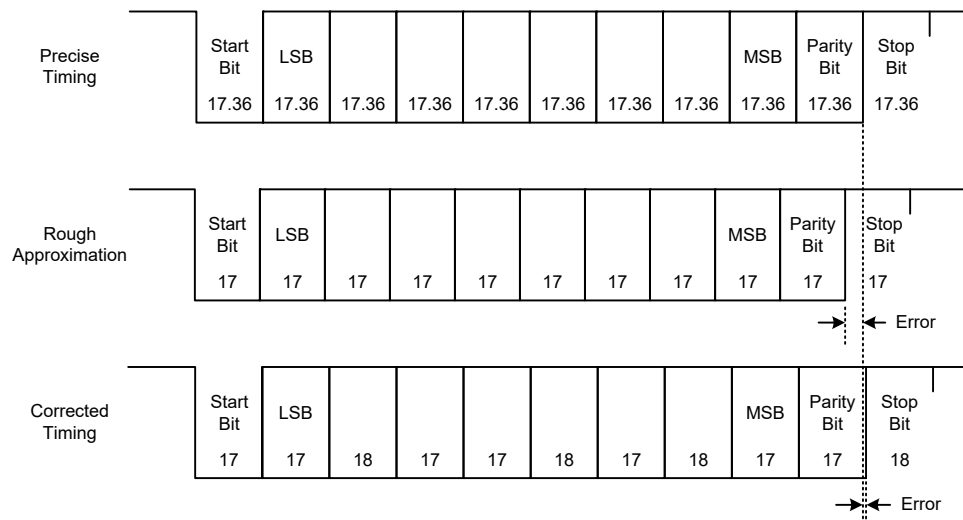 Precise
Timing
Start
Bit
LSB
MSB
Parity
Bit
Stop
Bit
17.36 17.36 17.36 17.36 17.36 17.36 17.36 17.36 17.36 17.36 17.36
Rough
Approximation
Start
Bit
LSB
MSB
Parity
Bit
Stop
Bit
17 17 17 17 17 17 17 17 17 17 17
Error
Corrected
Timing
Start
Bit
LSB
MSB
Parity
Bit
Stop
Bit
17 17 18 17 17 18 17 18 17 17 18
Error